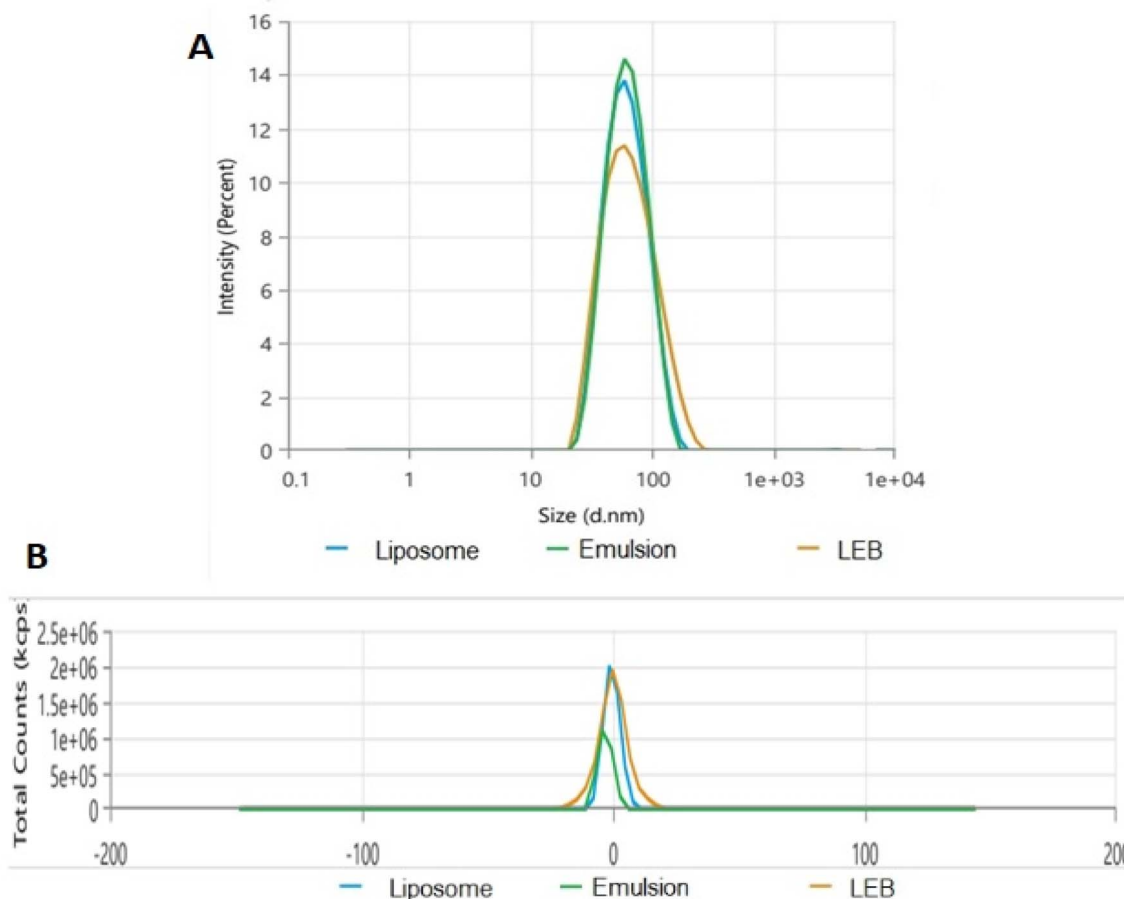 A
Intensity (Percent)
16
14
12
10
8
6
4
2
0
0.1 1 10 100 1e+03 1e+04
Size (d.nm)
Liposome Emulsion LEB
B
Total Counts (kcps
2.5e+06
2e+06
1.5e+06
1e+06
5e+05
0
-200 -100 0 100 200
Liposome Emulsion LEB